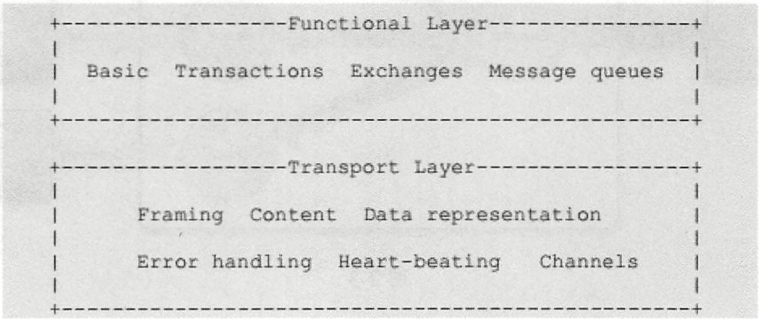 +------------------Functional Layer----------------+
| |
| Basic Transactions Exchanges Message queues |
| |
+--------------------------------------------------+
+------------------Transport Layer-----------------+
| |
| Framing Content Data representation |
| |
| Error handling Heart-beating Channels |
| |
+--------------------------------------------------+